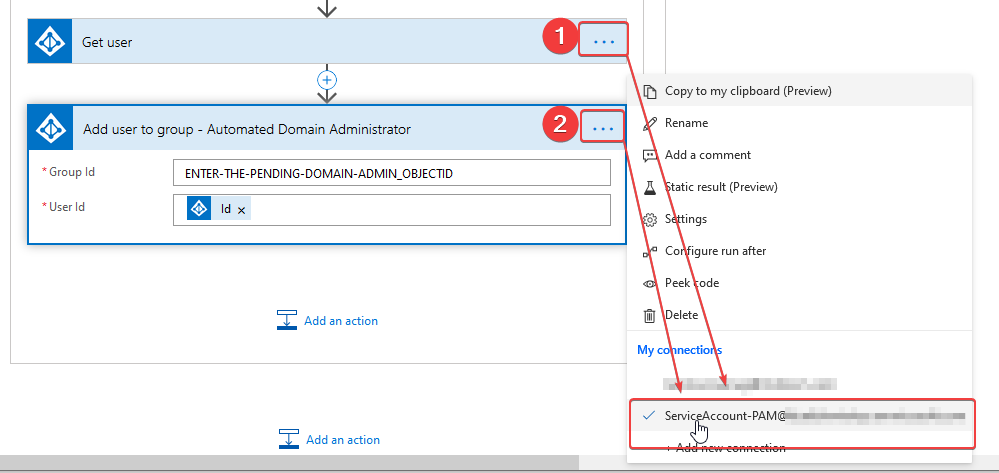 Get user
1
...
Add user to group - Automated Domain Administrator
2
...
* Group Id
ENTER-THE-PENDING-DOMAIN-ADMIN_OBJECTID
* User Id
Id x
Add an action
Add an action
Copy to my clipboard (Preview)
Rename
Add a comment
Static result (Preview)
Settings
Configure run after
Peek code
Delete
My connections
ServiceAccount-PAM@
+ Add new connection